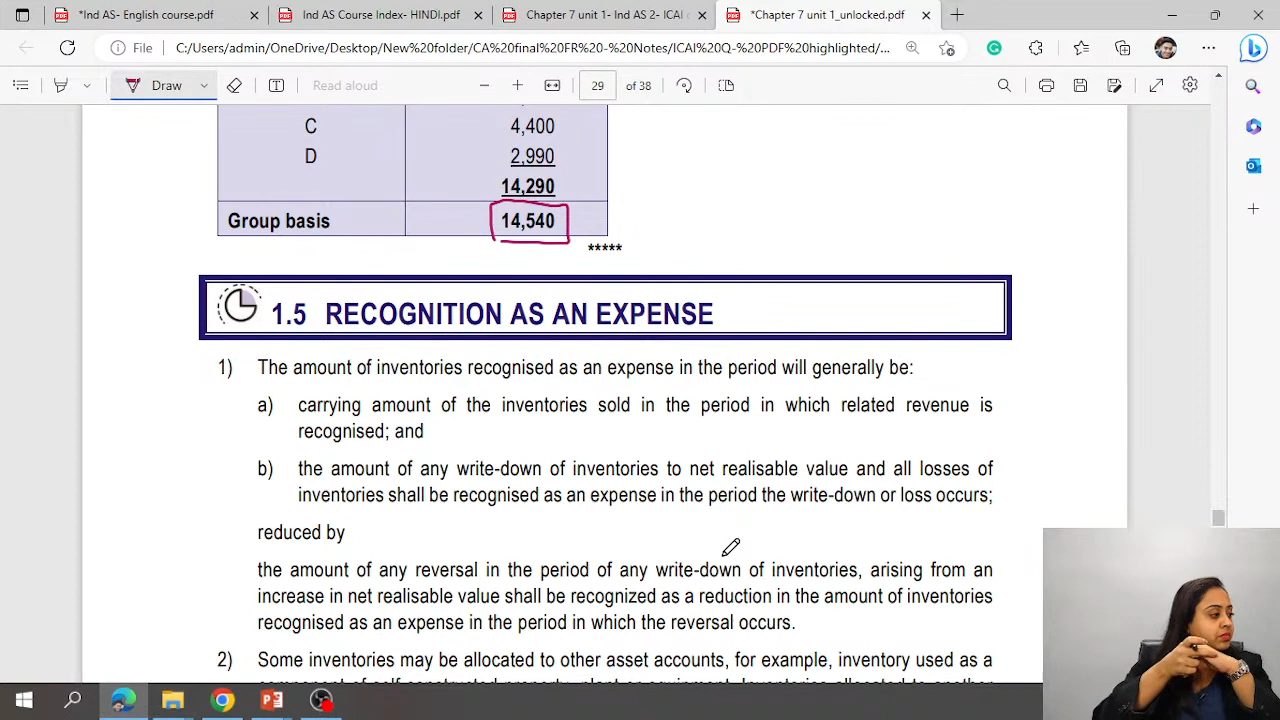 *Ind AS- English course.pdf
Ind AS Course Index- HINDI.pdf
Chapter 7 unit 1- Ind AS 2- ICAI
*Chapter 7 unit 1_unlocked.pdf
File
C:/Users/admin/OneDrive/Desktop/New%20folder/CA%20final%20FR%20-%20Notes/ICAI%20Q-%20PDF%20highlighted/...
Draw
Read aloud
29
of 38
C 4,400
D 2,990
14,290
Group basis 14,540
*****
1.5 RECOGNITION AS AN EXPENSE
1) The amount of inventories recognised as an expense in the period will generally be:
a) carrying amount of the inventories sold in the period in which related revenue is
recognised; and
b) the amount of any write-down of inventories to net realisable value and all losses of
inventories shall be recognised as an expense in the period the write-down or loss occurs;
reduced by
the amount of any reversal in the period of any write-down of inventories, arising from an
increase in net realisable value shall be recognized as a reduction in the amount of inventories
recognised as an expense in the period in which the reversal occurs.
2) Some inventories may be allocated to other asset accounts, for example, inventory used as a